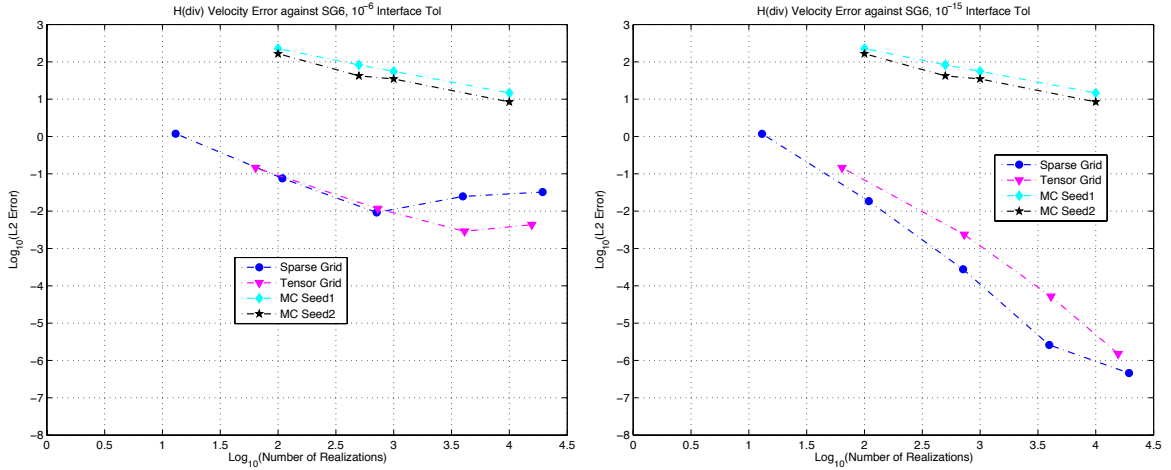 H(div) Velocity Error against SG6, 10⁻⁶ Interface Tol
3
2
1
0
−1
−2
−3
−4
−5
−6
−7
−8
Log₁₀(L2 Error)
Sparse Grid
Tensor Grid
MC Seed1
MC Seed2
0 0.5 1 1.5 2 2.5 3 3.5 4 4.5
Log₁₀(Number of Realizations)
H(div) Velocity Error against SG6, 10⁻¹⁵ Interface Tol
3
2
1
0
−1
−2
−3
−4
−5
−6
−7
−8
Log₁₀(L2 Error)
Sparse Grid
Tensor Grid
MC Seed1
MC Seed2
0 0.5 1 1.5 2 2.5 3 3.5 4 4.5
Log₁₀(Number of Realizations)